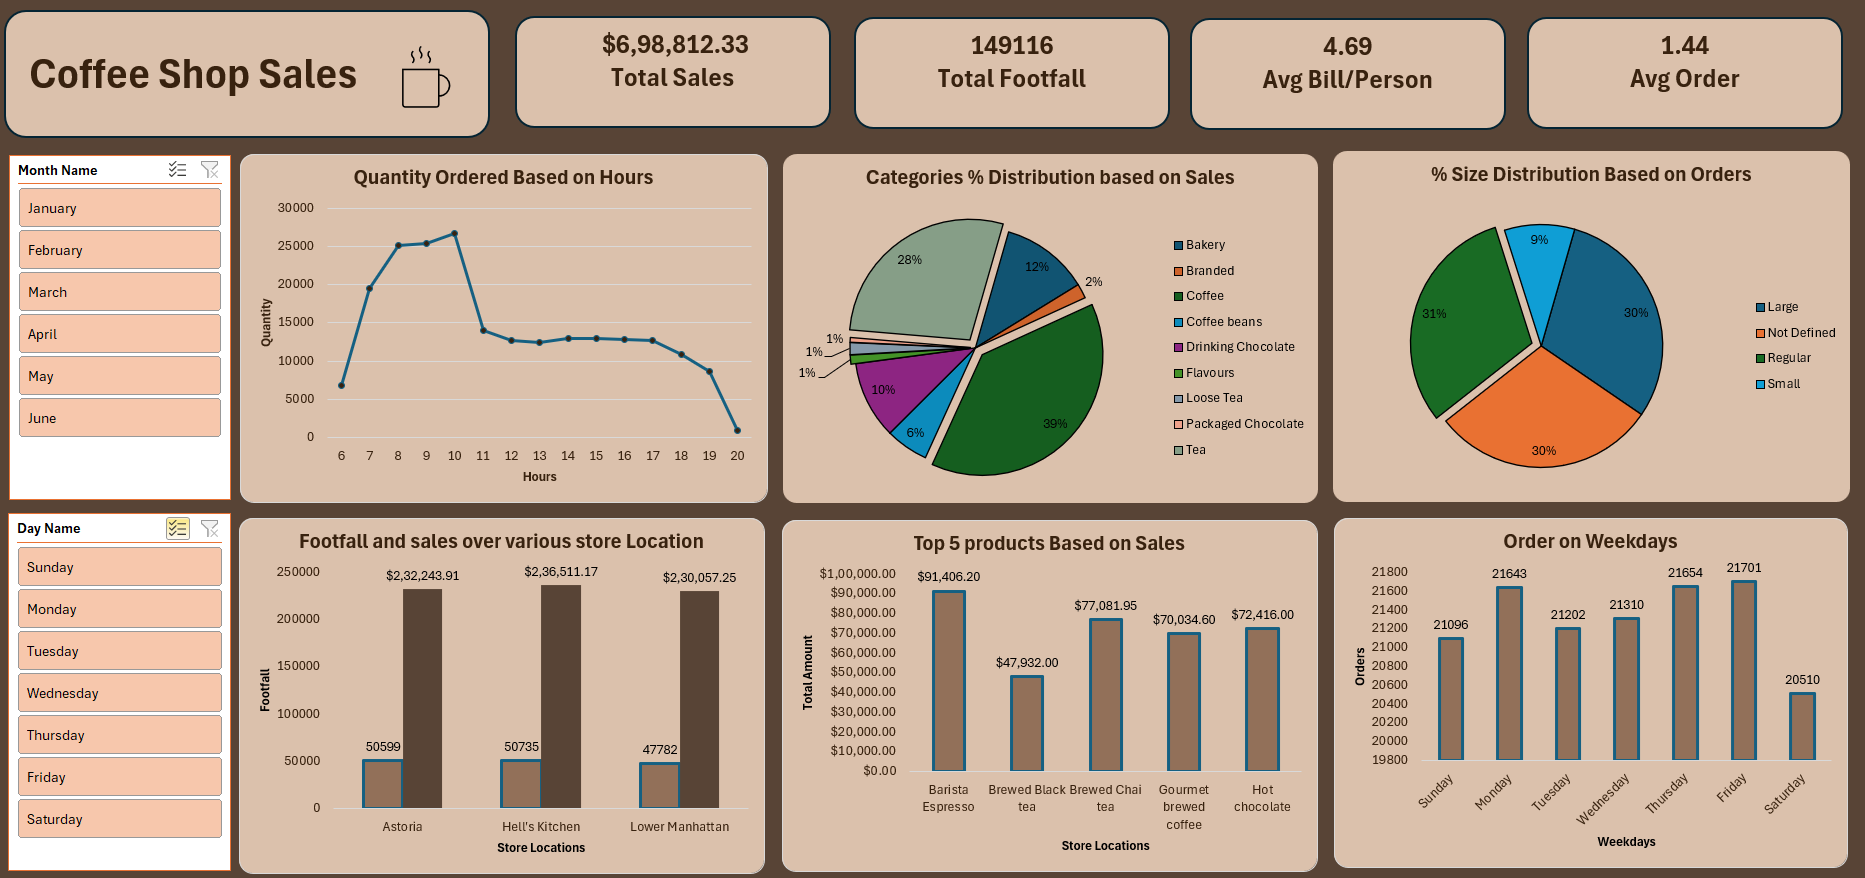 Coffee Shop Sales
$6,98,812.33
Total Sales
149116
Total Footfall
4.69
Avg Bill/Person
1.44
Avg Order
Month Name
January
February
March
April
May
June
Quantity Ordered Based on Hours
30000
25000
20000
15000
10000
5000
0
Quantity
6 7 8 9 10 11 12 13 14 15 16 17 18 19 20
Hours
Categories % Distribution based on Sales
28%
12%
2%
1%
1%
1%
10%
6%
39%
Bakery
Branded
Coffee
Coffee beans
Drinking Chocolate
Flavours
Loose Tea
Packaged Chocolate
Tea
% Size Distribution Based on Orders
9%
30%
31%
30%
Large
Not Defined
Regular
Small
Day Name
Sunday
Monday
Tuesday
Wednesday
Thursday
Friday
Saturday
Footfall and sales over various store Location
250000
200000
150000
100000
50000
0
Footfall
$2,32,243.91
$2,36,511.17
$2,30,057.25
50599
50735
47782
Astoria
Hell's Kitchen
Lower Manhattan
Store Locations
Top 5 products Based on Sales
$1,00,000.00
$90,000.00
$80,000.00
$70,000.00
$60,000.00
$50,000.00
$40,000.00
$30,000.00
$20,000.00
$10,000.00
$0.00
Total Amount
$91,406.20
$47,932.00
$77,081.95
$70,034.60
$72,416.00
Barista
Espresso
Brewed Black
tea
Brewed Chai
tea
Gourmet
brewed
coffee
Hot
chocolate
Store Locations
Order on Weekdays
21800
21600
21400
21200
21000
20800
20600
20400
20200
20000
19800
Orders
21096
21643
21202
21310
21654
21701
20510
Sunday
Monday
Tuesday
Wednesday
Thursday
Friday
Saturday
Weekdays